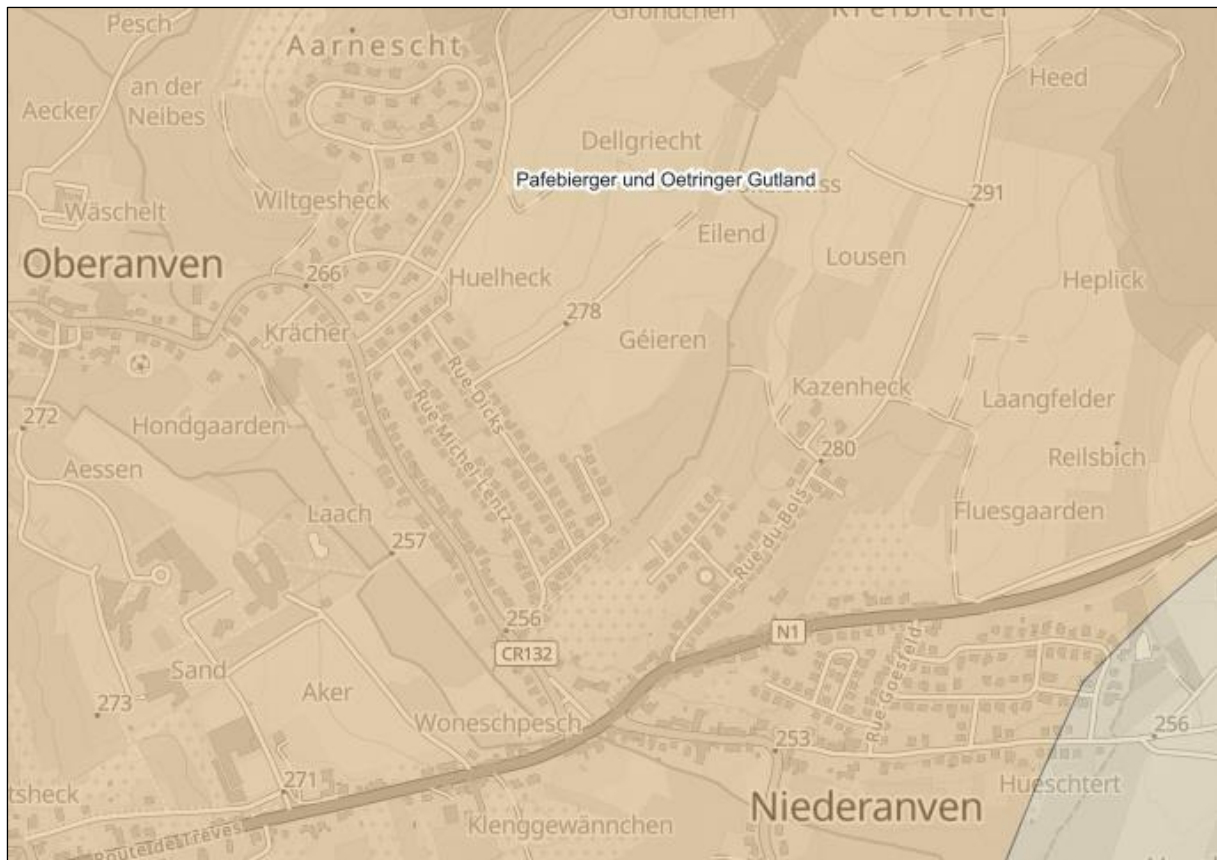 Pesch
Grondchen
Aarnescht
an der
Neibes
Heed
Aecker
Dellgriecht
Pafebierger und Oetringer Gutland
Wiltgesheck
291
Wäschelt
Eilend
Lousen
Oberanven
266
Huelheck
Heplick
278
Krächer
Géieren
Rue Dicks
Kazenheck
Laangfelder
272
Hondgaarden
Rue Michel Lentz
280
Reilsbich
Aessen
Laach
Rue du Bois
Fluesgaarden
257
256
CR132
N1
Rue Goesfeld
Sand
Aker
273
Woneschpesch
253
256
271
Hueschtert
tsheck
Niederanven
Klenggewännchen
Route de Trèves